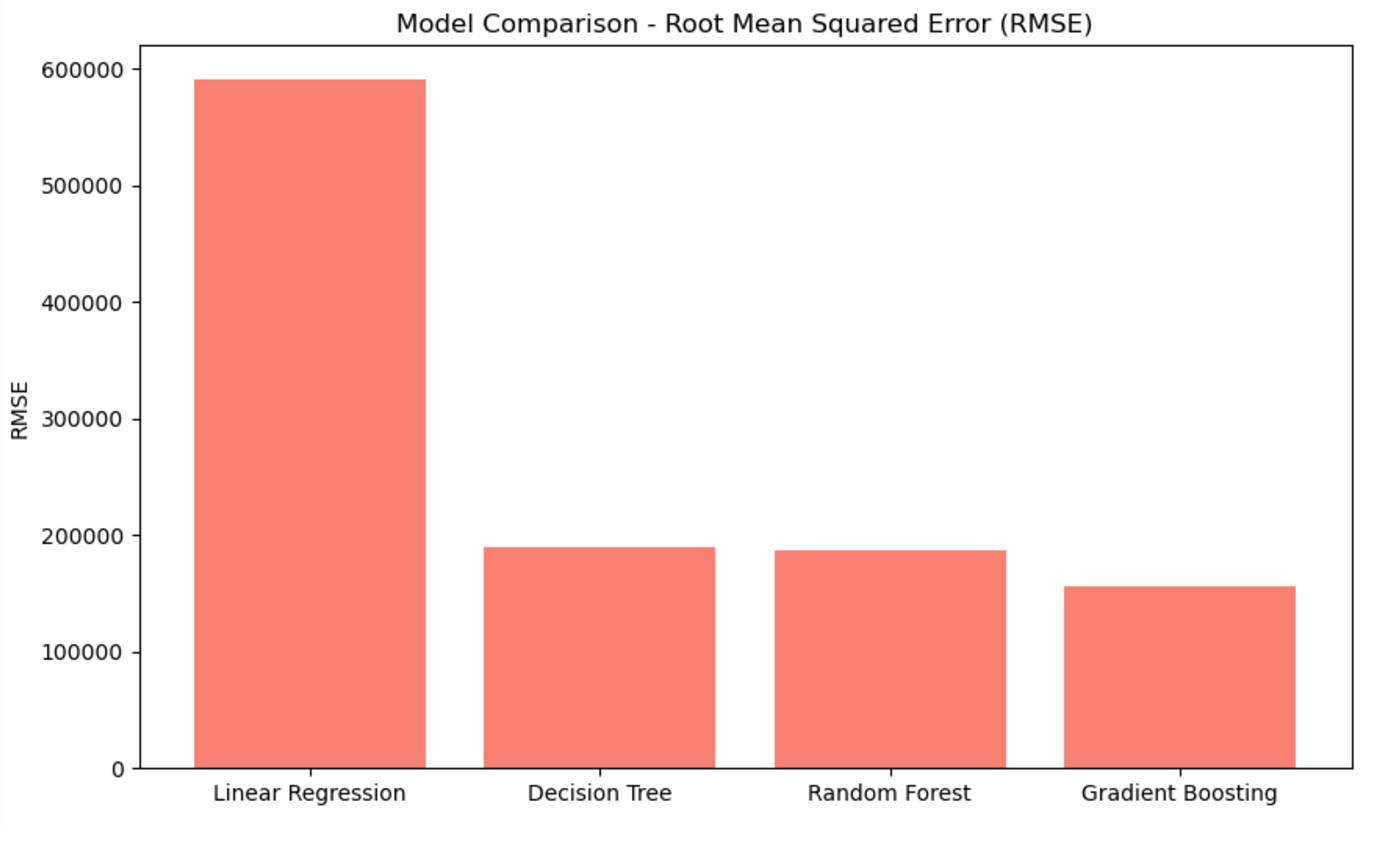 Model Comparison - Root Mean Squared Error (RMSE)
600000
500000
400000
300000
200000
100000
0
RMSE
Linear Regression
Decision Tree
Random Forest
Gradient Boosting